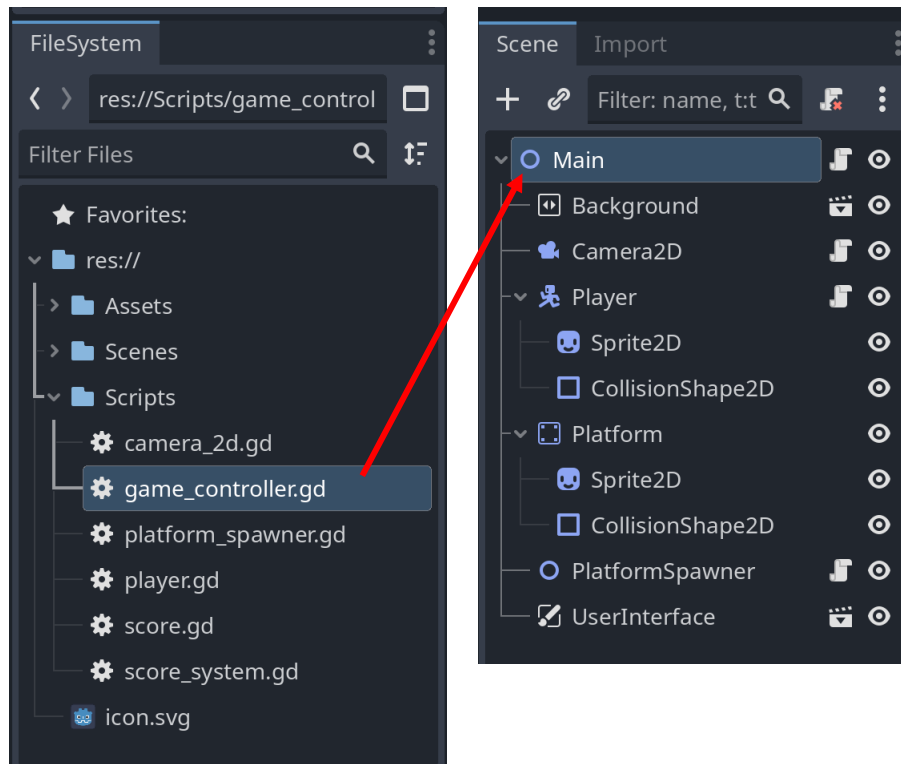 FileSystem
res://Scripts/game_control
Filter Files
Favorites:
res://
Assets
Scenes
Scripts
camera_2d.gd
game_controller.gd
platform_spawner.gd
player.gd
score.gd
score_system.gd
icon.svg
Scene
Import
Filter: name, t:t
Main
Background
Camera2D
Player
Sprite2D
CollisionShape2D
Platform
Sprite2D
CollisionShape2D
PlatformSpawner
UserInterface